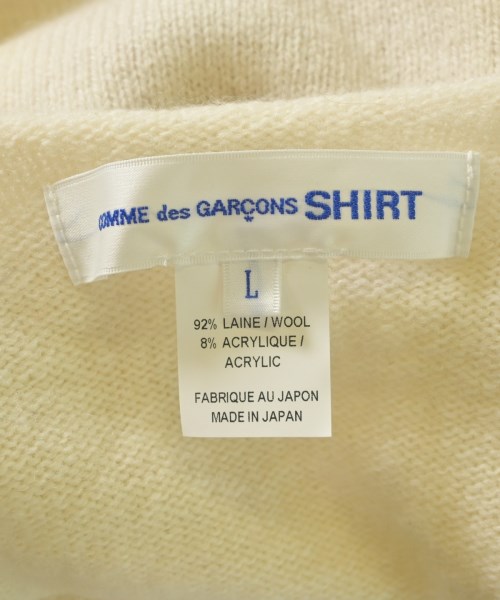 COMME des GARÇONS SHIRT
L
92% LAINE / WOOL
8% ACRYLIQUE /
ACRYLIC
FABRIQUE AU JAPON
MADE IN JAPAN